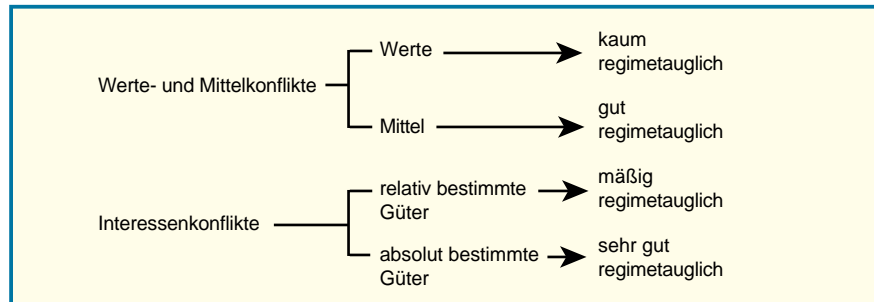 Werte- und Mittelkonflikte
Werte
kaum
regimetauglich
Mittel
gut
regimetauglich
Interessenkonflikte
relativ bestimmte
Güter
mäßig
regimetauglich
absolut bestimmte
Güter
sehr gut
regimetauglich